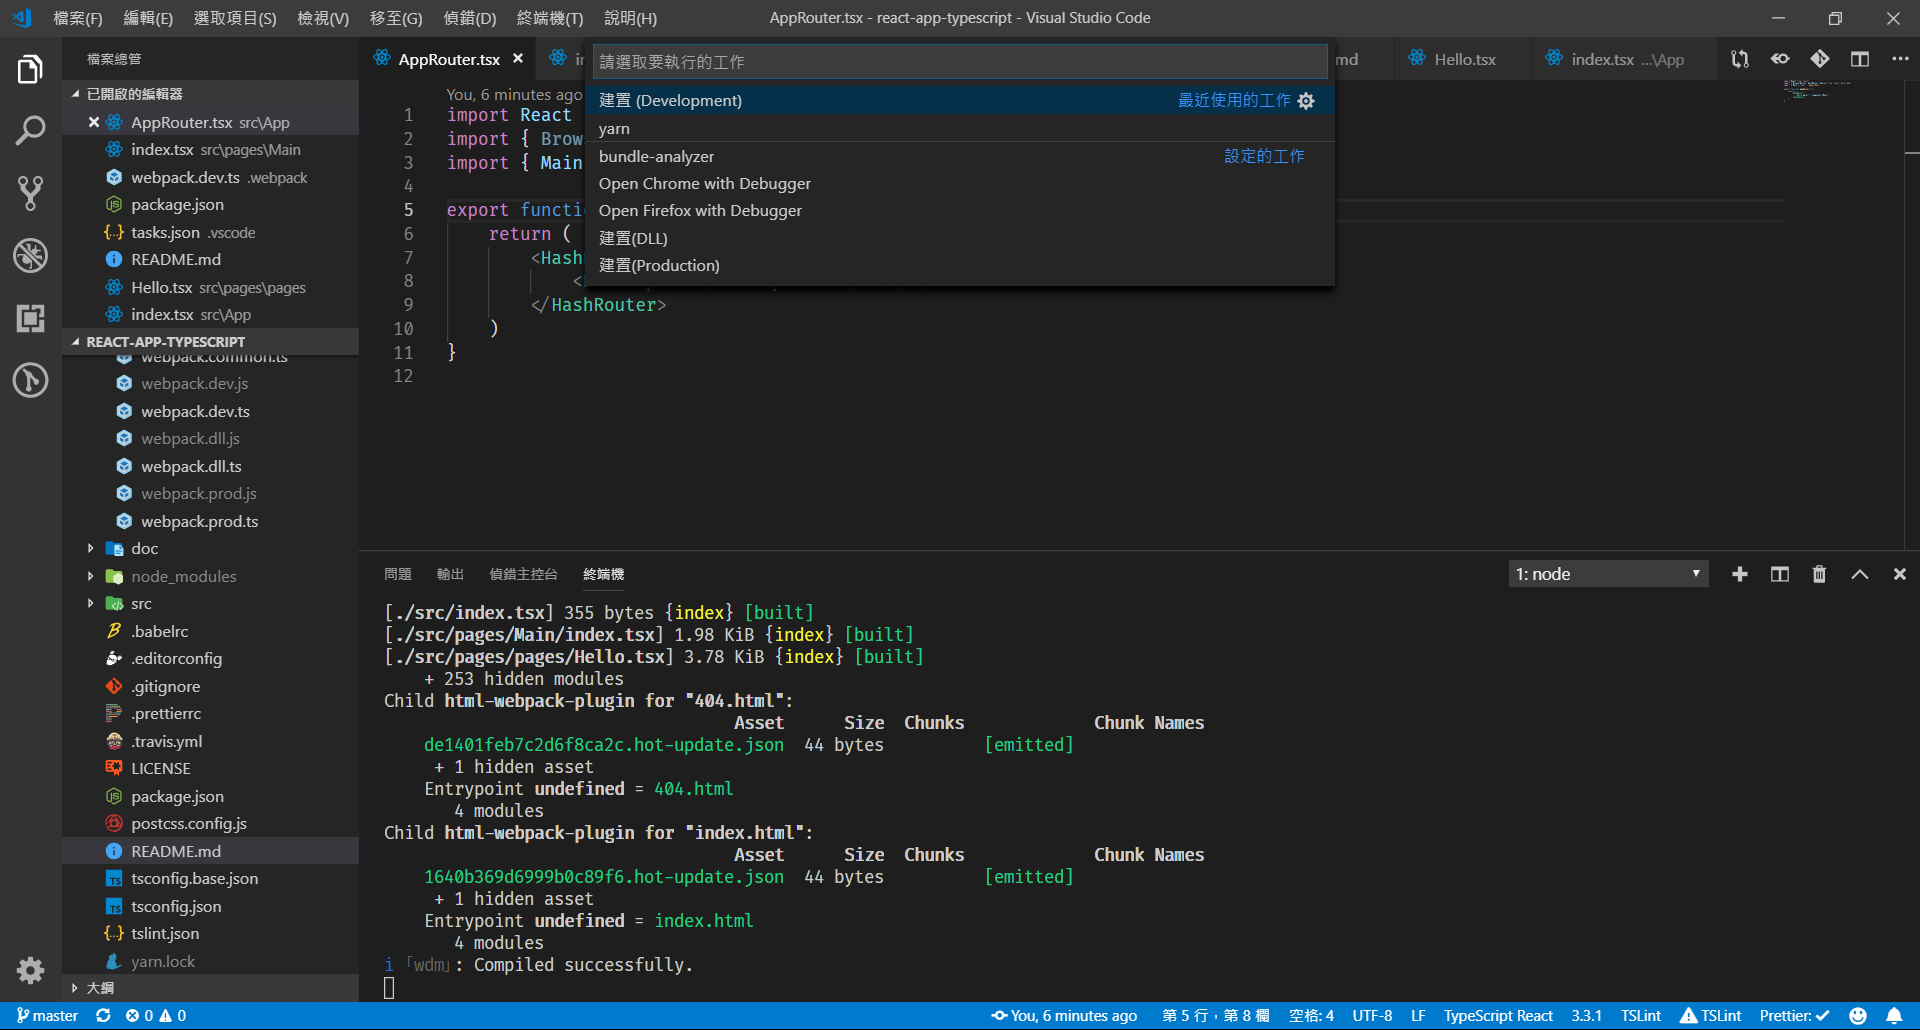 檔案(F) 編輯(E) 選取項目(S) 檢視(V) 移至(G) 偵錯(D) 終端機(T) 說明(H)
AppRouter.tsx - react-app-typescript - Visual Studio Code
檔案總管
已開啟的編輯器
AppRouter.tsx src\App
index.tsx src\pages\Main
webpack.dev.ts .webpack
package.json
tasks.json .vscode
README.md
Hello.tsx src\pages\pages
index.tsx src\App
REACT-APP-TYPESCRIPT
webpack.common.ts
webpack.dev.js
webpack.dev.ts
webpack.dll.js
webpack.dll.ts
webpack.prod.js
webpack.prod.ts
doc
node_modules
src
.babelrc
.editorconfig
.gitignore
.prettierrc
.travis.yml
LICENSE
package.json
postcss.config.js
README.md
tsconfig.base.json
tsconfig.json
tslint.json
yarn.lock
大綱
AppRouter.tsx
md
Hello.tsx
index.tsx ...\App
請選取要執行的工作
建置 (Development) 最近使用的工作
yarn
bundle-analyzer 設定的工作
Open Chrome with Debugger
Open Firefox with Debugger
建置(DLL)
建置(Production)
You, 6 minutes ago
1 import React
2 import { Brow
3 import { Main
4
5 export functi
6 return (
7 <Hash
8 <
9 </HashRouter>
10 )
11 }
12
問題 輸出 偵錯主控台 終端機
1: node
[./src/index.tsx] 355 bytes {index} [built]
[./src/pages/Main/index.tsx] 1.98 KiB {index} [built]
[./src/pages/pages/Hello.tsx] 3.78 KiB {index} [built]
+ 253 hidden modules
Child html-webpack-plugin for "404.html":
Asset Size Chunks Chunk Names
de1401feb7c2d6f8ca2c.hot-update.json 44 bytes [emitted]
+ 1 hidden asset
Entrypoint undefined = 404.html
4 modules
Child html-webpack-plugin for "index.html":
Asset Size Chunks Chunk Names
1640b369d6999b0c89f6.hot-update.json 44 bytes [emitted]
+ 1 hidden asset
Entrypoint undefined = index.html
4 modules
i 「wdm」: Compiled successfully.
master 0 0
You, 6 minutes ago 第 5 行，第 8 欄 空格: 4 UTF-8 LF TypeScript React 3.3.1 TSLint TSLint Prettier: